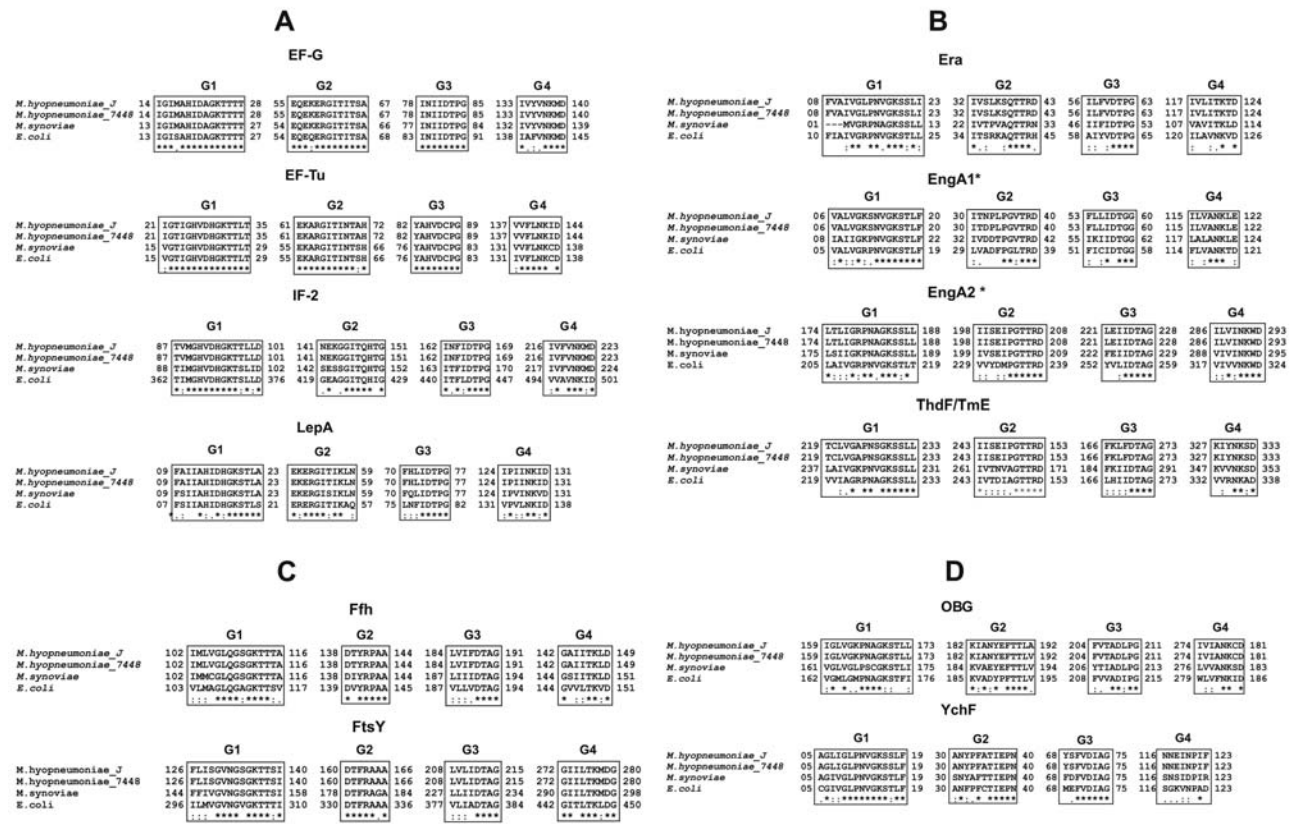 A
EF-G
G1 G2 G3 G4
M.hyopneumoniae_J 14 IGIMAHIDAGKTTTT 28 55 EQEKERGITITSA 67 78 INIIDTPG 85 133 IVYVNKMD 140
M.hyopneumoniae_7448 14 IGIMAHIDAGKTTTT 28 55 EQEKERGITITSA 67 78 INIIDTPG 85 133 IVYVNKMD 140
M.synoviae 13 IGIMAHIDAGKTTTT 27 54 EQEKERGITITSA 66 77 INIIDTPG 84 132 IVYVNKMD 139
E.coli 13 IGISAHIDAGKTTTT 27 54 EQEKERGITITSA 68 83 INIIDTPG 91 138 IAFVNKMD 145
EF-Tu
G1 G2 G3 G4
M.hyopneumoniae_J 21 IGTIGHVDHGKTTLT 35 61 EKARGITINTAH 72 82 YAHVDCPG 89 137 VVFLNKID 144
M.hyopneumoniae_7448 21 IGTIGHVDHGKTTLT 35 61 EKARGITINTAH 72 82 YAHVDCPG 89 137 VVFLNKID 144
M.synoviae 15 VGTIGHVDHGKTTLT 29 55 EKARGITINTSH 66 76 YAHVDCPG 83 131 VVFLNKCD 138
E.coli 15 VGTIGHVDHGKTTLT 29 55 EKARGITINTSH 66 76 YAHVDCPG 83 131 IVFLNKCD 138
IF-2
G1 G2 G3 G4
M.hyopneumoniae_J 87 TVMGHVDHGKTTLLD 101 141 NEKGGITQHTG 151 162 INFIDTPG 169 216 IVFVNKMD 223
M.hyopneumoniae_7448 87 TVMGHVDHGKTTLLD 101 141 NEKGGITQHTG 151 162 INFIDTPG 169 216 IVFVNKMD 223
M.synoviae 88 TIMGHVDHGKTSLID 102 142 SESSGITQHTG 152 163 ITFIDTPG 170 217 IVFVNKMD 224
E.coli 362 TIMGHVDHGKTSLLD 376 419 GEAGGITQHIG 429 440 ITFLDTPG 447 494 VVAVNKID 501
LepA
G1 G2 G3 G4
M.hyopneumoniae_J 09 FAIIAHIDHGKSTLA 23 48 EKERGITIKLN 59 70 FHLIDTPG 77 124 IPIINKID 131
M.hyopneumoniae_7448 09 FAIIAHIDHGKSTLA 23 48 EKERGITIKLN 59 70 FHLIDTPG 77 124 IPIINKID 131
M.synoviae 09 FSIIAHIDHGKSTLA 23 48 EKERGISIKLN 59 70 FQLIDTPG 77 124 IPVINKVD 131
E.coli 07 FSIIAHIDHGKSTLS 21 46 ERERGITIKAQ 57 75 LNFIDTPG 82 131 VPVLNKID 138
B
Era
G1 G2 G3 G4
M.hyopneumoniae_J 08 FVAIVGLPNVGKSSLI 23 32 IVSLKSQTTRD 43 56 ILFVDTPG 63 117 IVLITKTD 124
M.hyopneumoniae_7448 08 FVAIVGLPNVGKSSLI 23 32 IVSLKSQTTRD 43 56 ILFVDTPG 63 117 IVLITKTD 124
M.synoviae 01 ---MVGRPNAGKSSLL 13 22 IVTPVAQTTRN 33 46 IIFIDTPG 53 107 VAVITKLD 114
E.coli 10 FIAIVGRPNVGKSTLL 25 34 ITSRKAQTTRH 45 58 AIYVDTPG 65 120 ILAVNKVD 126
EngA1*
G1 G2 G3 G4
M.hyopneumoniae_J 06 VALVGKSNVGKSTLF 20 30 ITNPLPGVTRD 40 53 FLLIDTGG 60 115 ILVANKLE 122
M.hyopneumoniae_7448 06 VALVGKSNVGKSTLF 20 30 ITDPLPGVTRD 40 53 FLLIDTGG 60 115 ILVANKLE 122
M.synoviae 08 IAIIGKPNVGKSTLF 22 32 IVDDTPGVTRD 42 55 IKIIDTGG 62 117 LALANKLE 124
E.coli 05 VALVGRPNVGKSTLF 19 29 LVADFPGLTRD 39 51 FICIDTGG 58 114 FLVANKTD 121
EngA2 *
G1 G2 G3 G4
M.hyopneumoniae_J 174 LTLIGRPNAGKSSLL 188 198 IISEIPGTTRD 208 221 LEIIDTAG 228 286 ILVINKWD 293
M.hyopneumoniae_7448 174 LTLIGRPNAGKSSLL 188 198 IISEIPGTTRD 208 221 LEIIDTAG 228 286 ILVINKWD 293
M.synoviae 175 LSIIGKPNAGKSSLL 189 199 IVSEIPGTTRD 209 222 FEIIDTAG 229 288 VIVINKWD 295
E.coli 205 LAIVGRPNVGKSTLT 219 229 VVYDMPGTTRD 239 252 YVLIDTAG 259 317 VIVVNKWD 324
ThdF/TmE
G1 G2 G3 G4
M.hyopneumoniae_J 219 TCLVGAPNSGKSSLL 233 243 IISEIPGTTRD 153 166 FKLFDTAG 273 327 KIYNKSD 333
M.hyopneumoniae_7448 219 TCLVGAPNSGKSSLL 233 243 IISEIPGTTRD 153 166 FKLFDTAG 273 327 KIYNKSD 333
M.synoviae 237 LAIVGKPNVGKSSLL 231 261 IVTNVAGTTRD 171 184 FKIIDTAG 291 347 KVVNKSD 353
E.coli 219 VVIAGRPNAGKSSLL 233 243 IVTDIAGTTRD 153 166 LHIIDTAG 273 332 VVRNKAD 338
C
Ffh
G1 G2 G3 G4
M.hyopneumoniae_J 102 IMLVGLQGSGKTTTA 116 138 DTYRPAA 144 184 LVIFDTAG 191 142 GAIITKLD 149
M.hyopneumoniae_7448 102 IMLVGLQGSGKTTTA 116 138 DTYRPAA 144 184 LVIFDTAG 191 142 GAIITKLD 149
M.synoviae 102 IMMCGLQGSGKTTTA 116 138 DIYRPAA 144 184 LVIIDTAG 191 142 GSIITKLD 149
E.coli 103 VLMAGLQGAGKTTSV 117 139 DVYRPAA 145 187 VLLVDTAG 194 144 GVVLTKVD 151
FtsY
G1 G2 G3 G4
M.hyopneumoniae_J 126 FLISGVNGSGKTTSI 140 160 DTFRAAA 166 208 LVLIDTAG 215 272 GIILTKMDG 280
M.hyopneumoniae_7448 126 FLISGVNGSGKTTSI 140 160 DTFRAAA 166 208 LVLIDTAG 215 272 GIILTKMDG 280
M.synoviae 144 FFIVGVNGSGKTTSI 158 178 DTFRAGA 184 227 LLIIDTAG 234 290 GIILTKMDG 298
E.coli 296 ILMVGVNGVGKTTTI 310 330 DTFRAAA 336 377 VLIADTAG 384 442 GITLTKLDG 450
D
OBG
G1 G2 G3 G4
M.hyopneumoniae_J 159 IGLVGKPNAGKSTLI 173 182 KIANYEFTTLA 192 204 FVTADLPG 211 274 IVIANKCD 181
M.hyopneumoniae_7448 159 IGLVGKPNAGKSTLI 173 182 KIANYEFTTLA 192 204 FVTADLPG 211 274 IVIANKCD 181
M.synoviae 161 VGLVGLPSCGKSTLI 175 184 KVAEYEFTTLV 194 206 YTIADLPG 213 276 LVVANKSD 183
E.coli 162 VGMLGMPNAGKSTFI 176 185 KVADYPFTTLV 195 208 FVVADIPG 215 279 WLVFNKID 186
YchF
G1 G2 G3 G4
M.hyopneumoniae_J 05 AGLIGLPNVGKSSLF 19 30 ANYPFATIEPN 40 68 YSFVDIAG 75 116 NNEINPIF 123
M.hyopneumoniae_7448 05 AGLIGLPNVGKSSLF 19 30 ANYPFATIEPN 40 68 YSFVDIAG 75 116 NNEINPIF 123
M.synoviae 05 AGIVGLPNVGKSTLF 19 30 SNYAFTTIEPN 40 68 FDFVDIAG 75 116 SNSIDPIR 123
E.coli 05 CGIVGLPNVGKSTLF 19 30 ANFPFCTIEPN 40 68 MEFVDIAG 75 116 SGKVNPAD 123